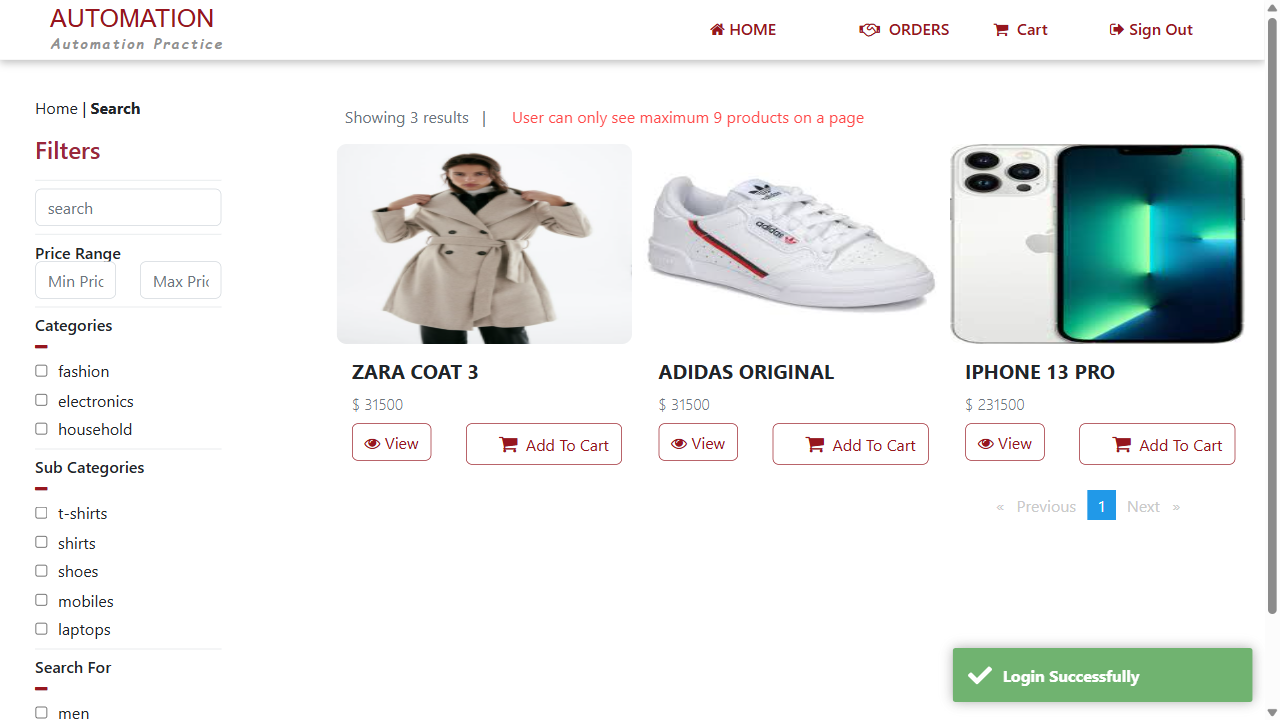 AUTOMATION
Automation Practice
HOME
ORDERS
Cart
Sign Out
Home | Search
Filters
search
Price Range
Min Pric
Max Pric
Categories
fashion
electronics
household
Sub Categories
t-shirts
shirts
shoes
mobiles
laptops
Search For
men
Showing 3 results |
User can only see maximum 9 products on a page
adidas
ZARA COAT 3
$ 31500
View
Add To Cart
ADIDAS ORIGINAL
$ 31500
View
Add To Cart
IPHONE 13 PRO
$ 231500
View
Add To Cart
« Previous 1 Next »
Login Successfully